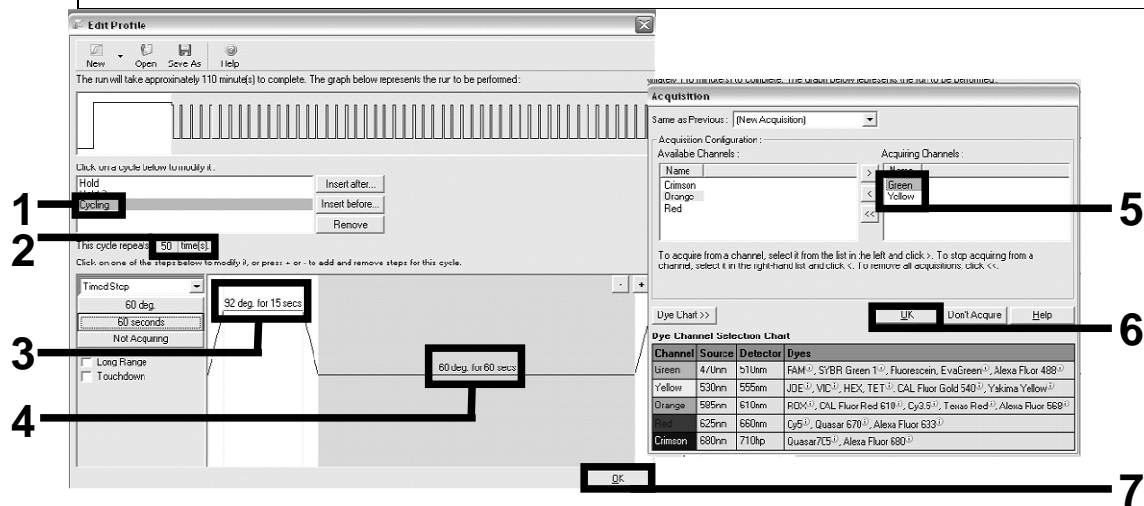 Edit Profile
New Open Save As Help
The run will take approximately 110 minute(s) to complete. The graph below represents the run to be performed:
Click on a cycle below to modify it:
Hold
Cycling
Insert after...
Insert before...
Remove
This cycle repeats 50 time(s).
Click on one of the steps below to modify it, or press + or - to add and remove steps for this cycle.
Timed Step
60 deg.
60 seconds
Not Acquiring
Long Range
Touchdown
92 deg. for 15 secs
60 deg. for 60 secs
- +
OK
1
2
3
4
Acquisition
Same as Previous: (New Acquisition)
Acquisition Configuration:
Available Channels:
Name
Crimson
Orange
Red
>
<
<<
Acquiring Channels:
Name
Green
Yellow
To acquire from a channel, select it from the list in the left and click >. To stop acquiring from a
channel, select it in the right-hand list and click <. To remove all acquisitions, click <<.
Dye Chart >> OK Don't Acquire Help
Dye Channel Selection Chart
Channel Source Detector Dyes
Green 470nm 510nm FAM, SYBR Green 1, Fluorescein, EvaGreen, Alexa Fluor 488
Yellow 530nm 555nm JOE, VIC, HEX, TET, CAL Fluor Gold 540, Yakima Yellow
Orange 585nm 610nm ROX, CAL Fluor Red 610, Cy3.5, Texas Red, Alexa Fluor 568
Red 625nm 660nm Cy5, Quasar 670, Alexa Fluor 633
Crimson 680nm 710hp Quasar705, Alexa Fluor 680
5
6
7